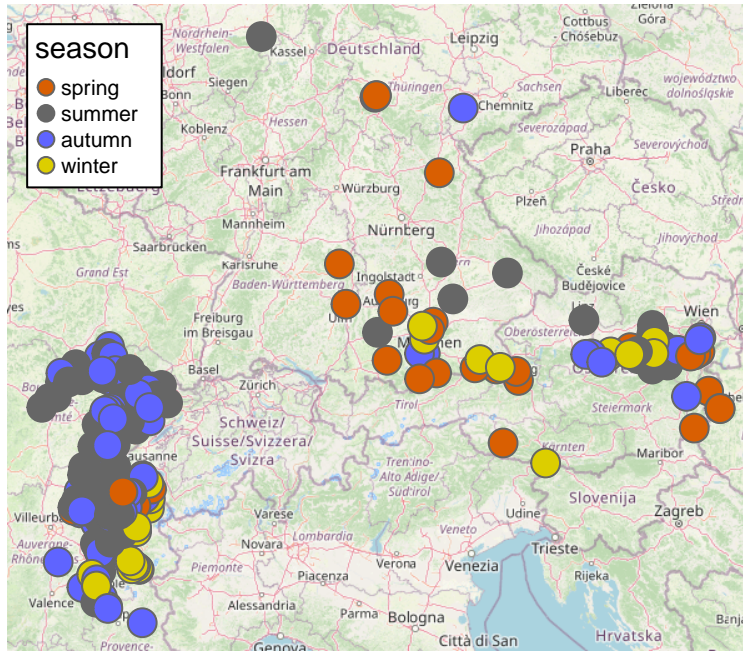 season
spring
summer
autumn
winter
Nordrhein-
Westfalen
Kassel
Deutschland
Leipzig
Cottbus
- Chóśebuz
Zielona
Góra
Siegen
Bonn
Thüringen
Sachsen
Chemnitz
Liberec
województwo
dolnośląskie
Koblenz
Hessen
Severozápad
Severovýchod
Frankfurt am
Main
Praha
Würzburg
Plzeň
Česko
Mannheim
Nürnberg
Jihozápad
Jihovýchod
Saarbrücken
Karlsruhe
Grand Est
Baden-Württemberg
Ingolstadt
České
Budějovice
Wien
Freiburg
im Breisgau
Oberösterreich
Basel
Zürich
Tirol
Steiermark
Schweiz/
Suisse/Svizzera/
Svizra
Kärnten
Maribor
Trentino-
Alto Adige/
Südtirol
Slovenija
Udine
Zagreb
Villeurbanne
Auvergne-
Varese
Lombardia
Veneto
Trieste
Novara
Verona
Venezia
Rijeka
Piemonte
Piacenza
Valence
Alessandria
Parma
Bologna
Hrvatska
Provence-
Genova
Città di San